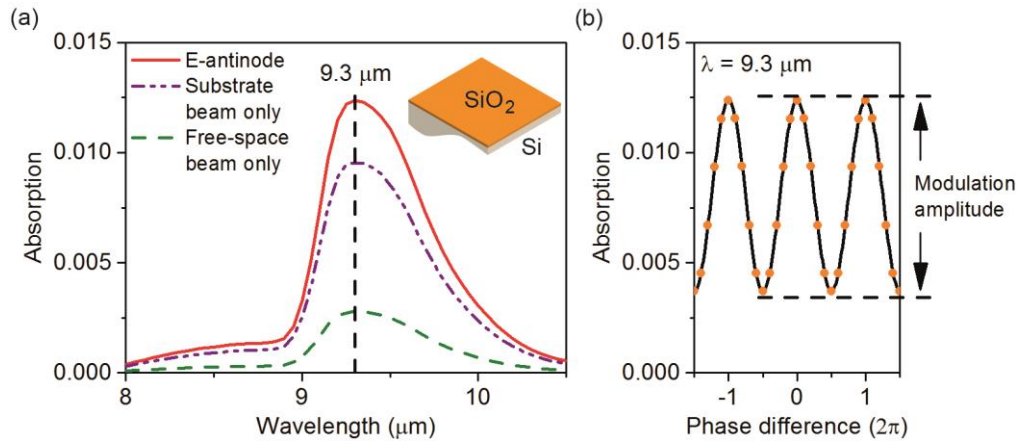 (a)
0.015
0.010
0.005
0.000
Absorption
E-antinode
Substrate
beam only
Free-space
beam only
9.3 μm
SiO2
Si
8
9
10
Wavelength (μm)
(b)
0.015
0.010
0.005
0.000
Absorption
λ = 9.3 μm
Modulation
amplitude
-1
0
1
Phase difference (2π)